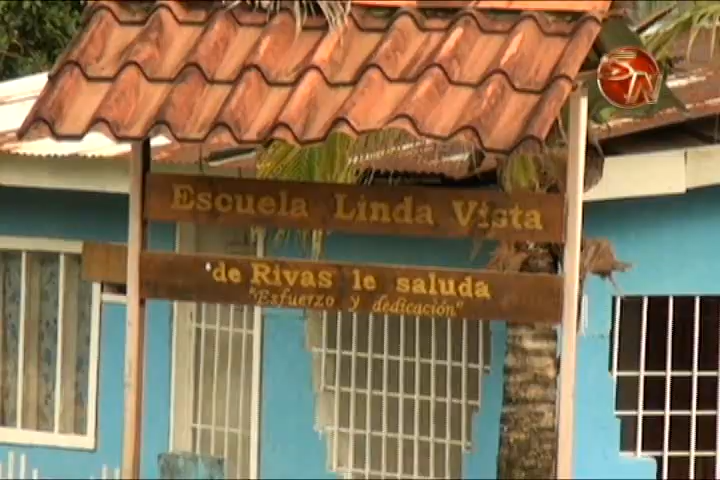 Escuela Linda Vista
de Rivas le saluda
"Esfuerzo y dedicación"